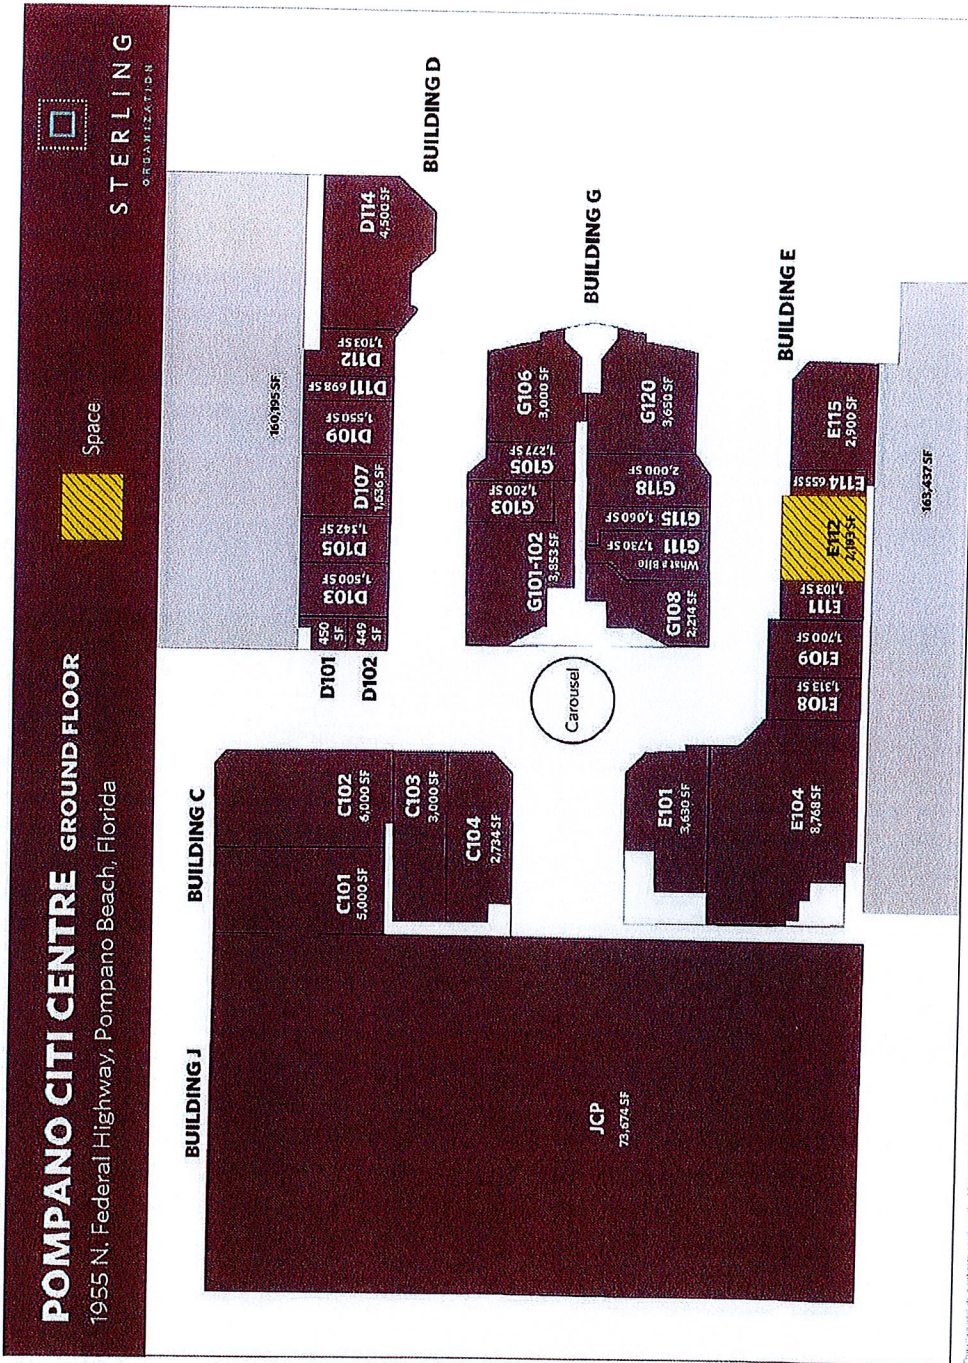 POMPANO CITI CENTRE GROUND FLOOR
1955 N. Federal Highway, Pompano Beach, Florida
Space
STERLING
ORGANIZATION
BUILDING J
JCP
73,674 SF
BUILDING C
C101
5,000 SF
C102
6,000 SF
C103
3,000 SF
C104
2,734 SF
160,195 SF
BUILDING D
D101
450
SF
D102
449
SF
D103
1,500 SF
D105
1,342 SF
D107
1,636 SF
D109
1,550 SF
D111 698 SF
D112
1,103 SF
D114
4,500 SF
Carousel
BUILDING G
G101-102
3,853 SF
G103
1,200 SF
G105
1,277 SF
G106
3,000 SF
G108
2,214 SF
What a Bite
G111
1,730 SF
G115
1,060 SF
G118
2,000 SF
G120
3,650 SF
BUILDING E
E101
3,630 SF
E104
8,768 SF
E108
1,313 SF
E109
1,700 SF
E111
1,103 SF
E112
E114 655 SF
E115
2,900 SF
163,437 SF